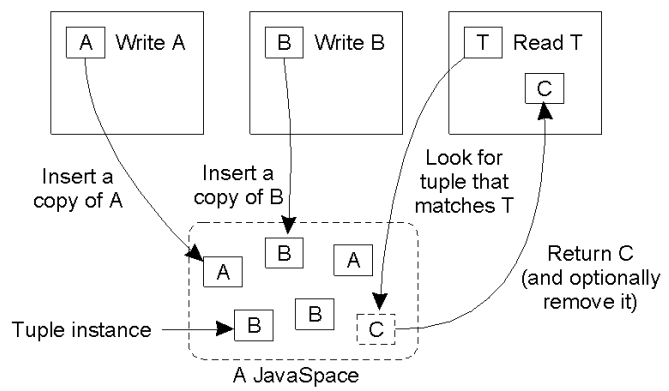 A Write A
B Write B
T Read T
C
Insert a
copy of A
Insert a
copy of B
Look for
tuple that
matches T
Return C
(and optionally
remove it)
A
B
A
B
B
C
Tuple instance
A JavaSpace